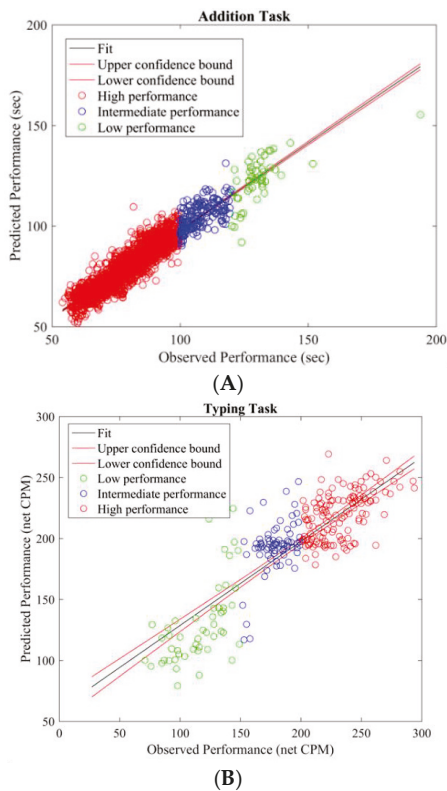 Addition Task
200
150
100
50
Predicted Performance (sec)
Fit
Upper confidence bound
Lower confidence bound
High performance
Intermediate performance
Low performance
50 100 150 200
Observed Performance (sec)
(A)
Typing Task
300
250
200
150
100
50
Predicted Performance (net CPM)
Fit
Upper confidence bound
Lower confidence bound
Low performance
Intermediate performance
High performance
0 50 100 150 200 250 300
Observed Performance (net CPM)
(B)